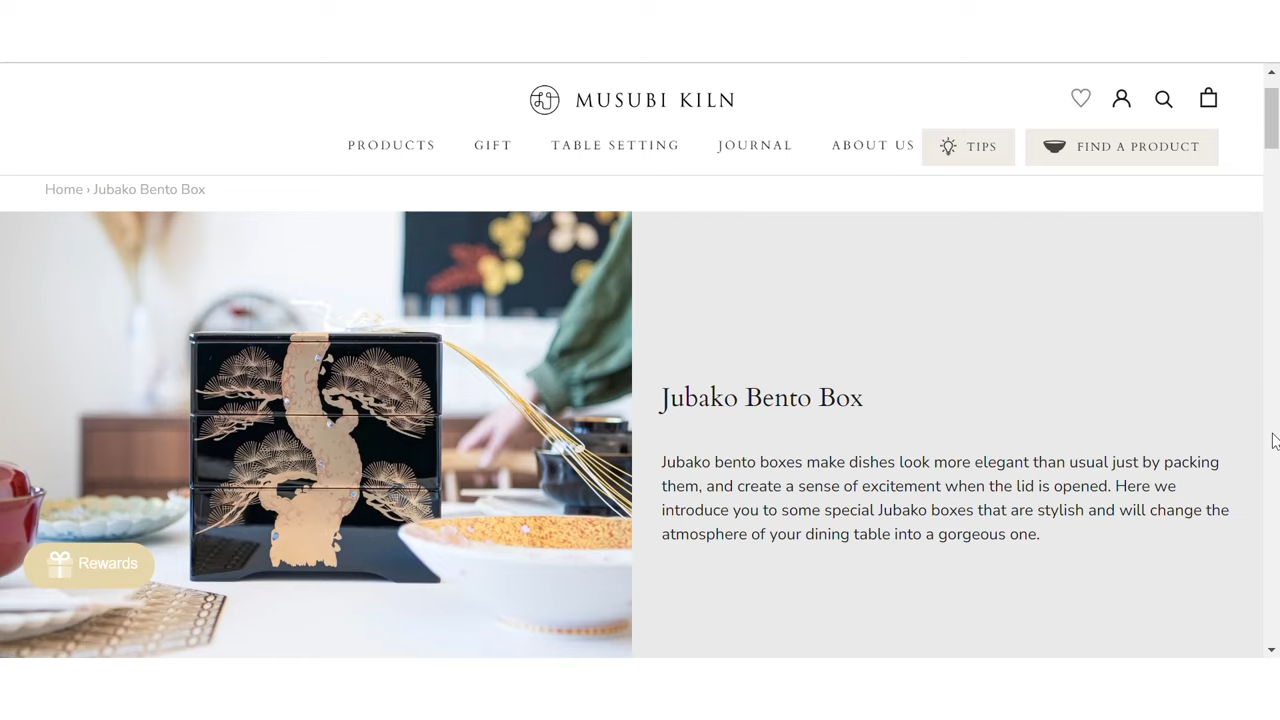 MUSUBI KILN
PRODUCTS GIFT TABLE SETTING JOURNAL ABOUT US TIPS FIND A PRODUCT
Home › Jubako Bento Box
Jubako Bento Box
Jubako bento boxes make dishes look more elegant than usual just by packing
them, and create a sense of excitement when the lid is opened. Here we
introduce you to some special Jubako boxes that are stylish and will change the
atmosphere of your dining table into a gorgeous one.
Rewards